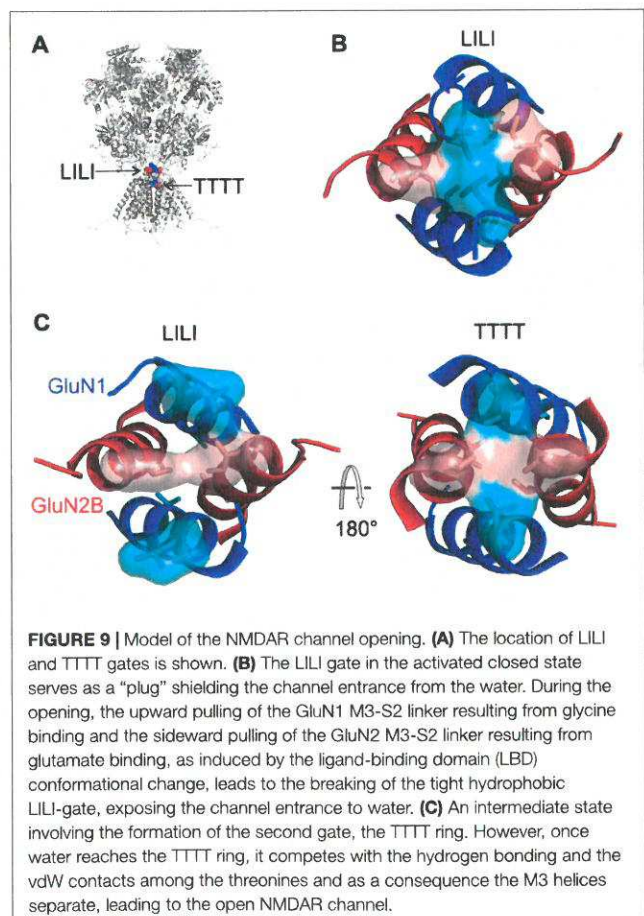 A
B
LILI
LILI
TTTT
C
LILI
TTTT
GluN1
GluN2B
180°
FIGURE 9 | Model of the NMDAR channel opening. (A) The location of LILI
and TTTT gates is shown. (B) The LILI gate in the activated closed state
serves as a "plug" shielding the channel entrance from the water. During the
opening, the upward pulling of the GluN1 M3-S2 linker resulting from glycine
binding and the sideward pulling of the GluN2 M3-S2 linker resulting from
glutamate binding, as induced by the ligand-binding domain (LBD)
conformational change, leads to the breaking of the tight hydrophobic
LILI-gate, exposing the channel entrance to water. (C) An intermediate state
involving the formation of the second gate, the TTTT ring. However, once
water reaches the TTTT ring, it competes with the hydrogen bonding and the
vdW contacts among the threonines and as a consequence the M3 helices
separate, leading to the open NMDAR channel.